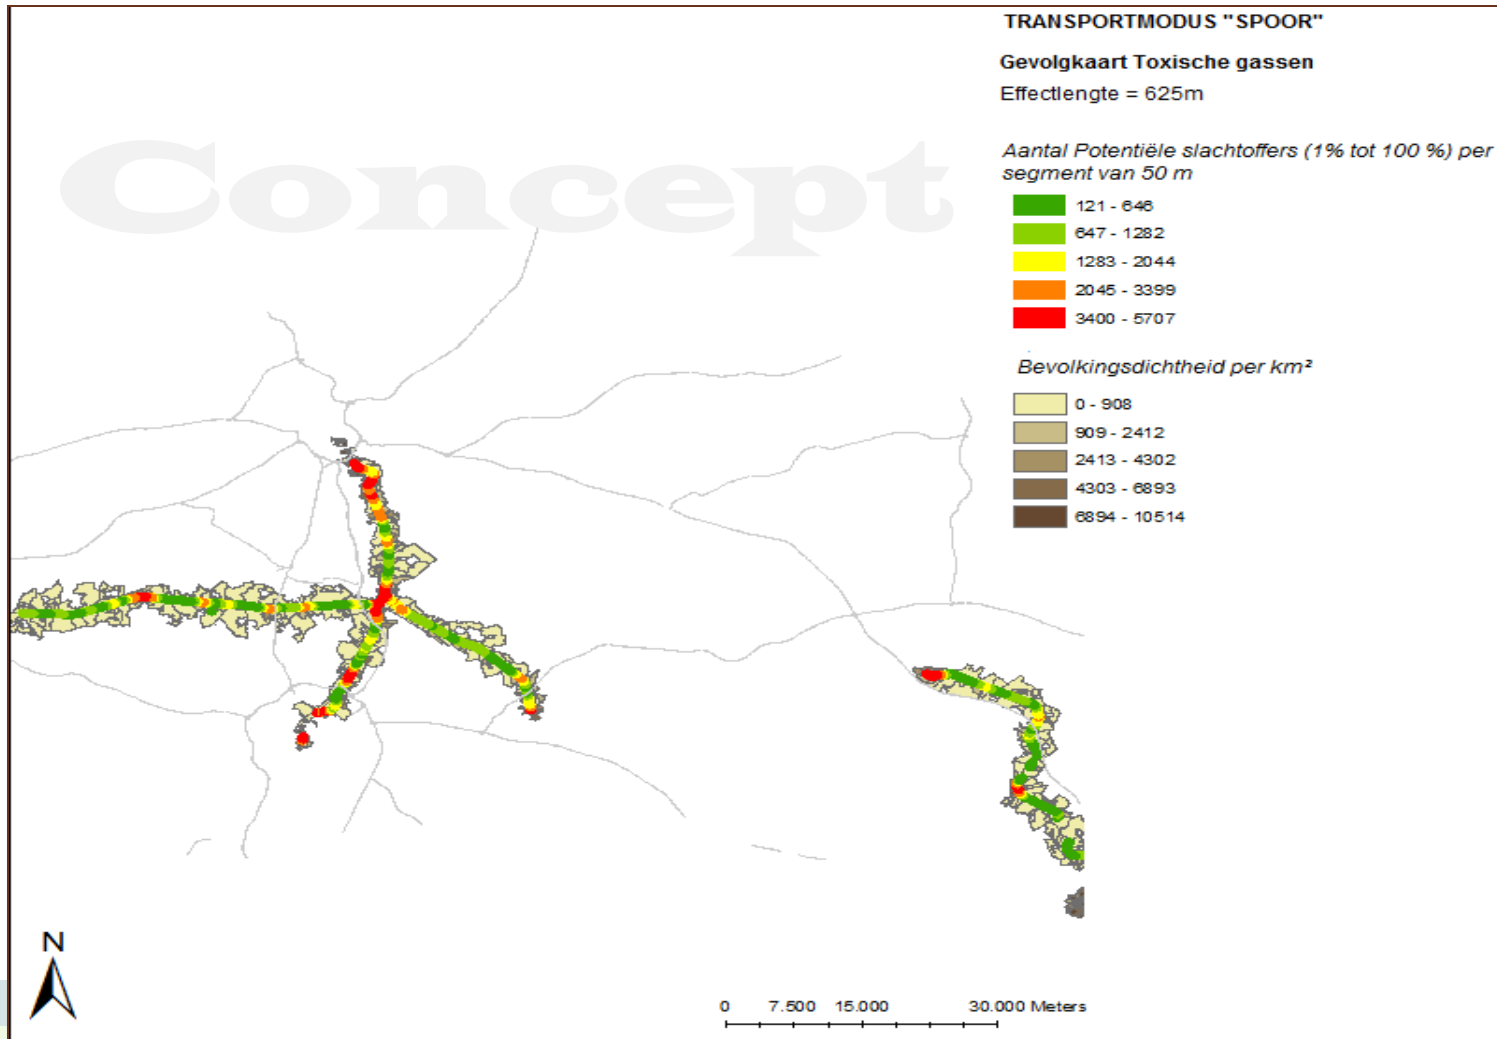 TRANSPORTMODUS "SPOOR"
Gevolgkaart Toxische gassen
Effectlengte = 625m
Concept
Aantal Potentiële slachtoffers (1% tot 100 %) per
segment van 50 m
121 - 646
647 - 1282
1283 - 2044
2045 - 3399
3400 - 5707
Bevolkingsdichtheid per km²
0 - 908
909 - 2412
2413 - 4302
4303 - 6893
6894 - 10514
N
0 7.500 15.000 30.000 Meters